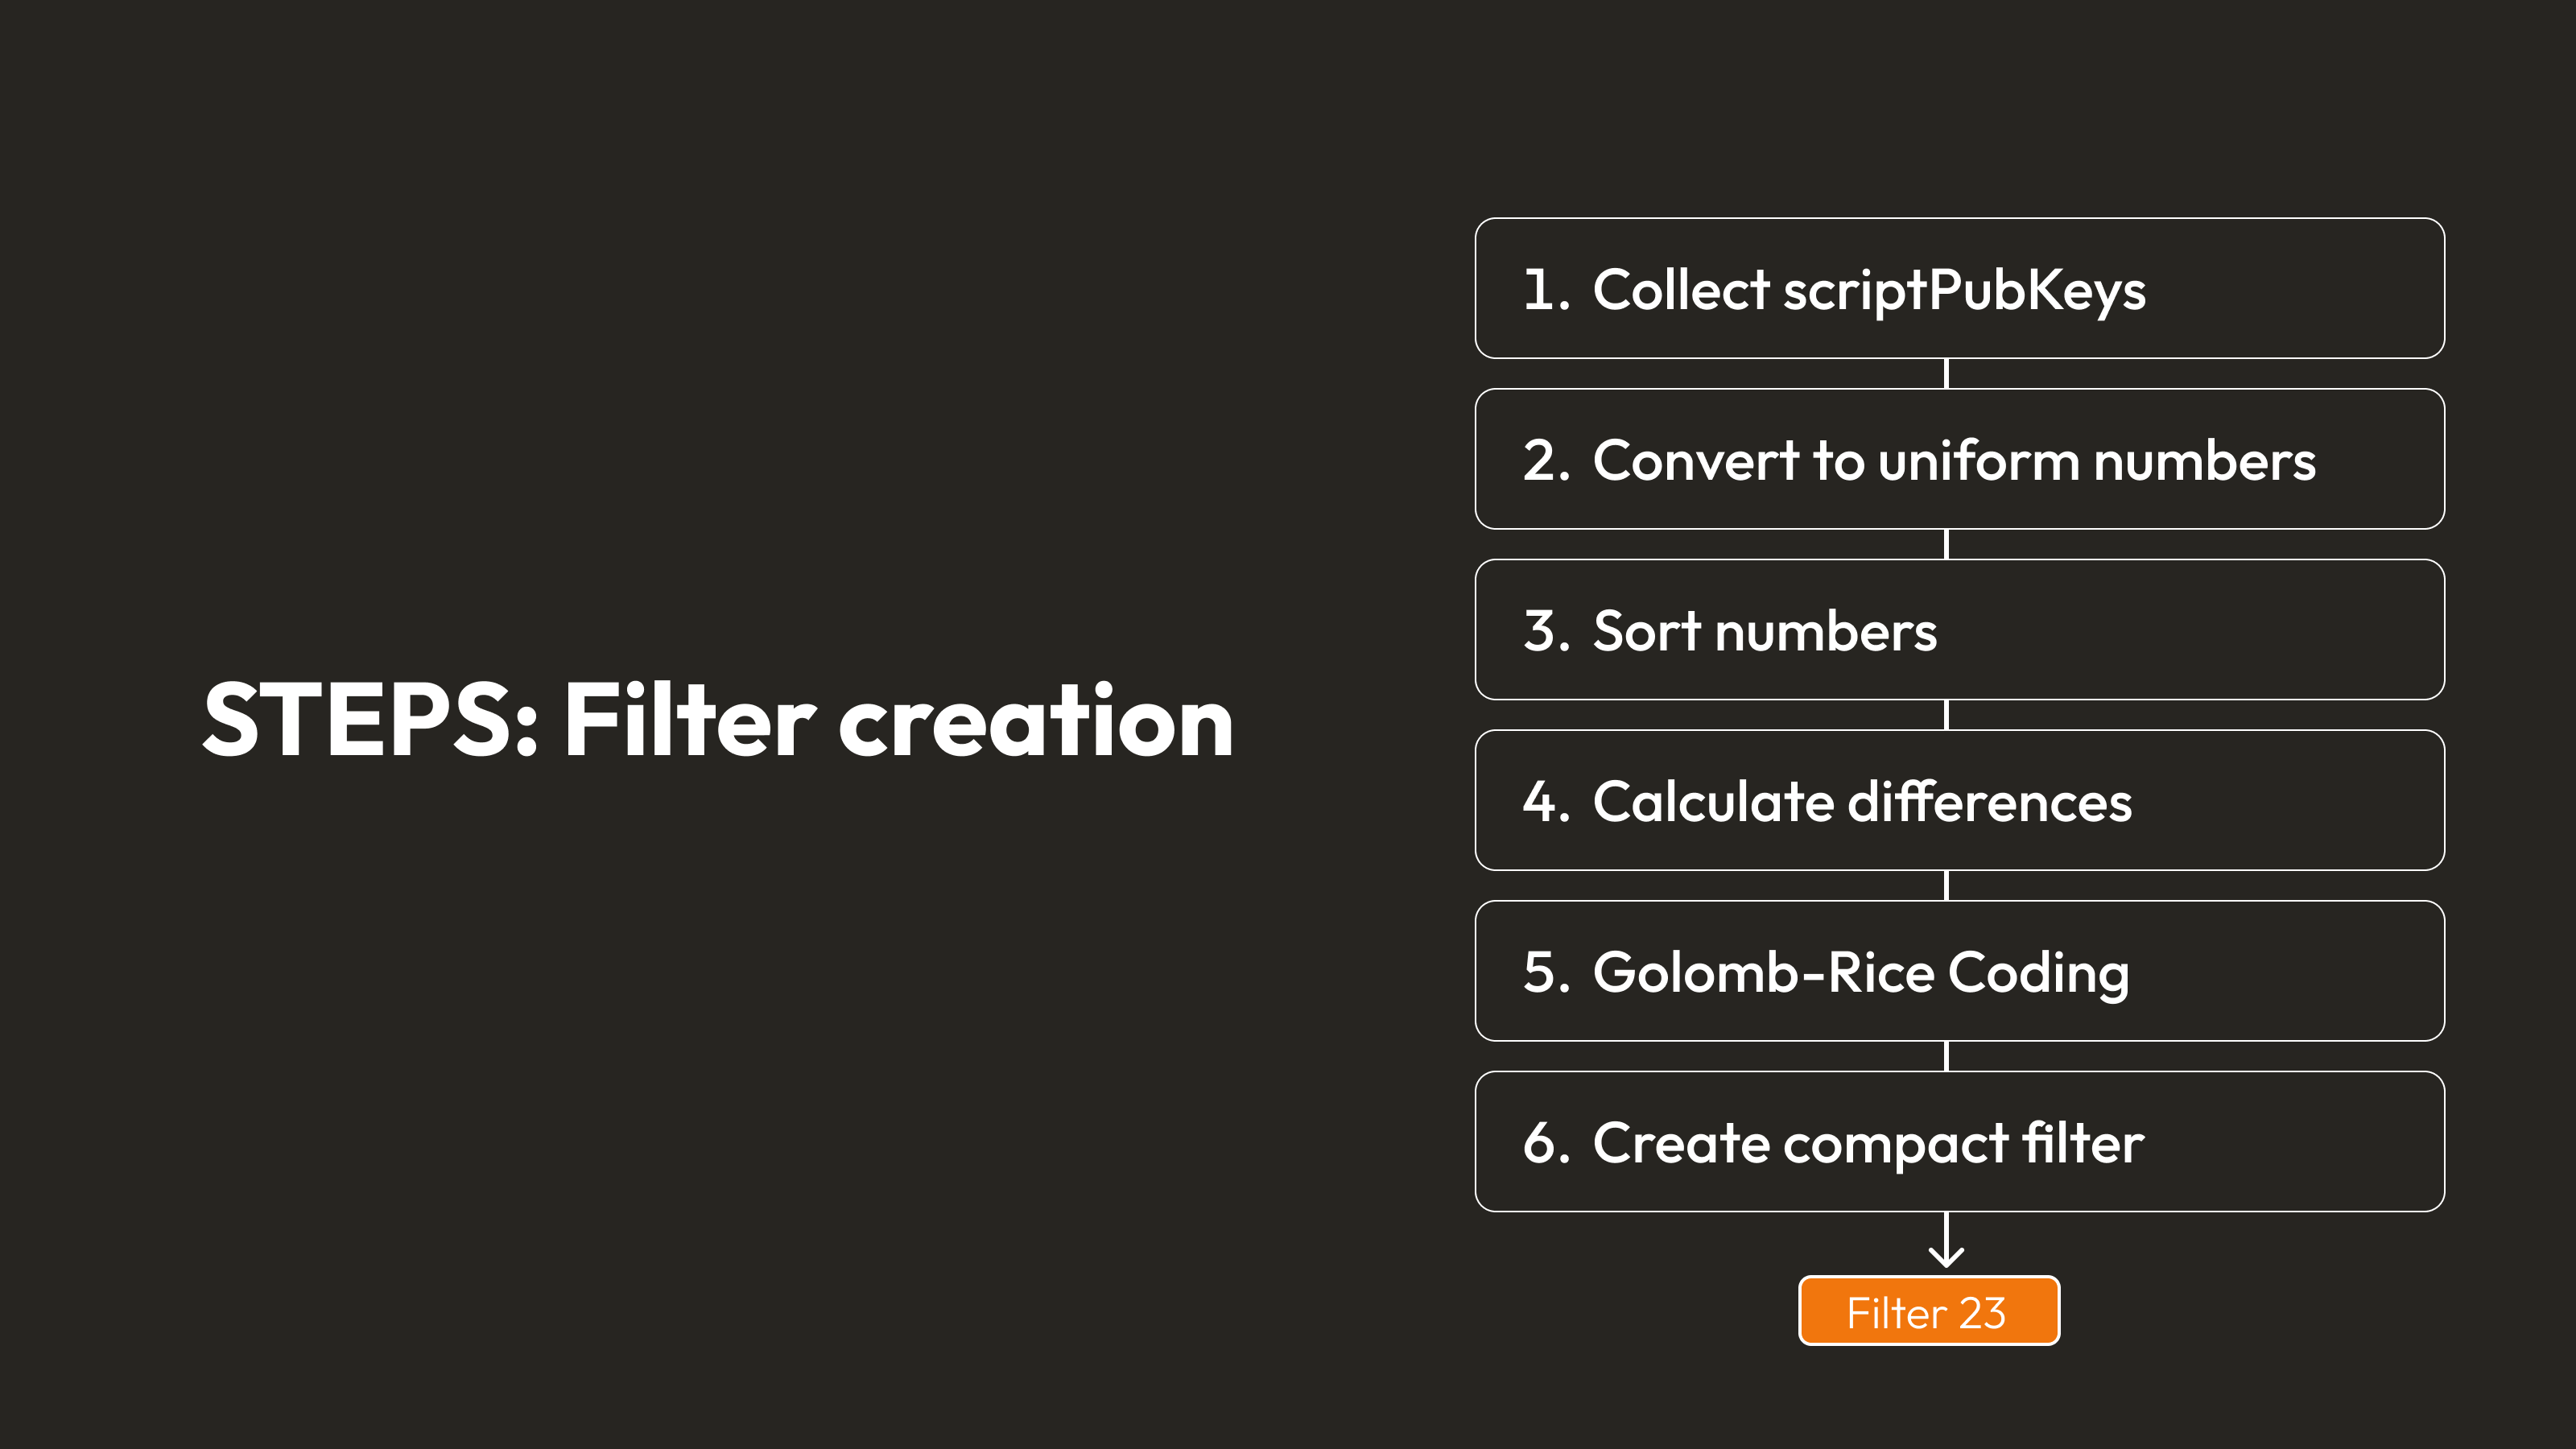 STEPS: Filter creation
1. Collect scriptPubKeys
2. Convert to uniform numbers
3. Sort numbers
4. Calculate differences
5. Golomb-Rice Coding
6. Create compact filter
Filter 23